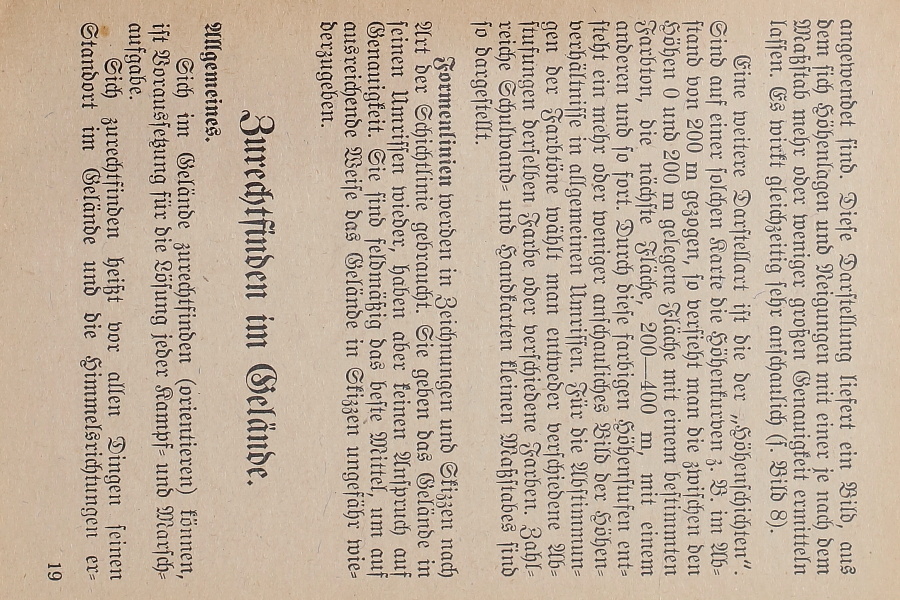 angewendet sind. Diese Darstellung liefert ein Bild, aus
dem sich Höhenlagen und Neigungen mit einer je nach dem
Maßstab mehr oder weniger großen Genauigkeit ermitteln
lassen. Es wirkt gleichzeitig sehr anschaulich (s. Bild 8).
Eine weitere Darstellart ist die der „Höhenschichten“.
Sind auf einer solchen Karte die Höhenkurven z. B im Ab-
stand von 200 m gezogen, so versieht man die zwischen den
Höhen 0 und 200 m gelegene Fläche mit einem bestimmten
Farbton, die nächste Fläche, 200—400 m, mit einem
anderen und so fort. Durch diese farbigen Höhenstufen ent-
steht ein mehr oder weniger anschauliches Bild der Höhen-
verhältnisse in allgemeinen Umrissen. Für die Abstimmun-
gen der Farbtöne wählt man entweder verschiedene Ab-
stufungen derselben Farbe oder verschiedene Farben. Zahl-
reiche Schulwand- und Handkarten kleinen Maßstabes sind
so dargestellt.
Formenlinien werden in Zeichnungen und Skizzen nach
Art der Schichtlinie gebraucht. Sie geben das Gelände in
seinen Umrissen wieder, haben aber keinen Anspruch auf
Genauigkeit. Sie sind feldmäßig das beste Mittel, um auf
ausreichende Weise das Gelände in Skizzen ungefähr wie-
derzugeben.
Zurechtfinden im Gelände.
Allgemeines.
Sich im Gelände zurechtfinden (orientieren) können,
ist Voraussetzung für die Lösung jeder Kampf- und Marsch-
aufgabe.
Sich zurechtfinden heißt vor allen Dingen seinen
Standort im Gelände und die Himmelsrichtungen er-
19